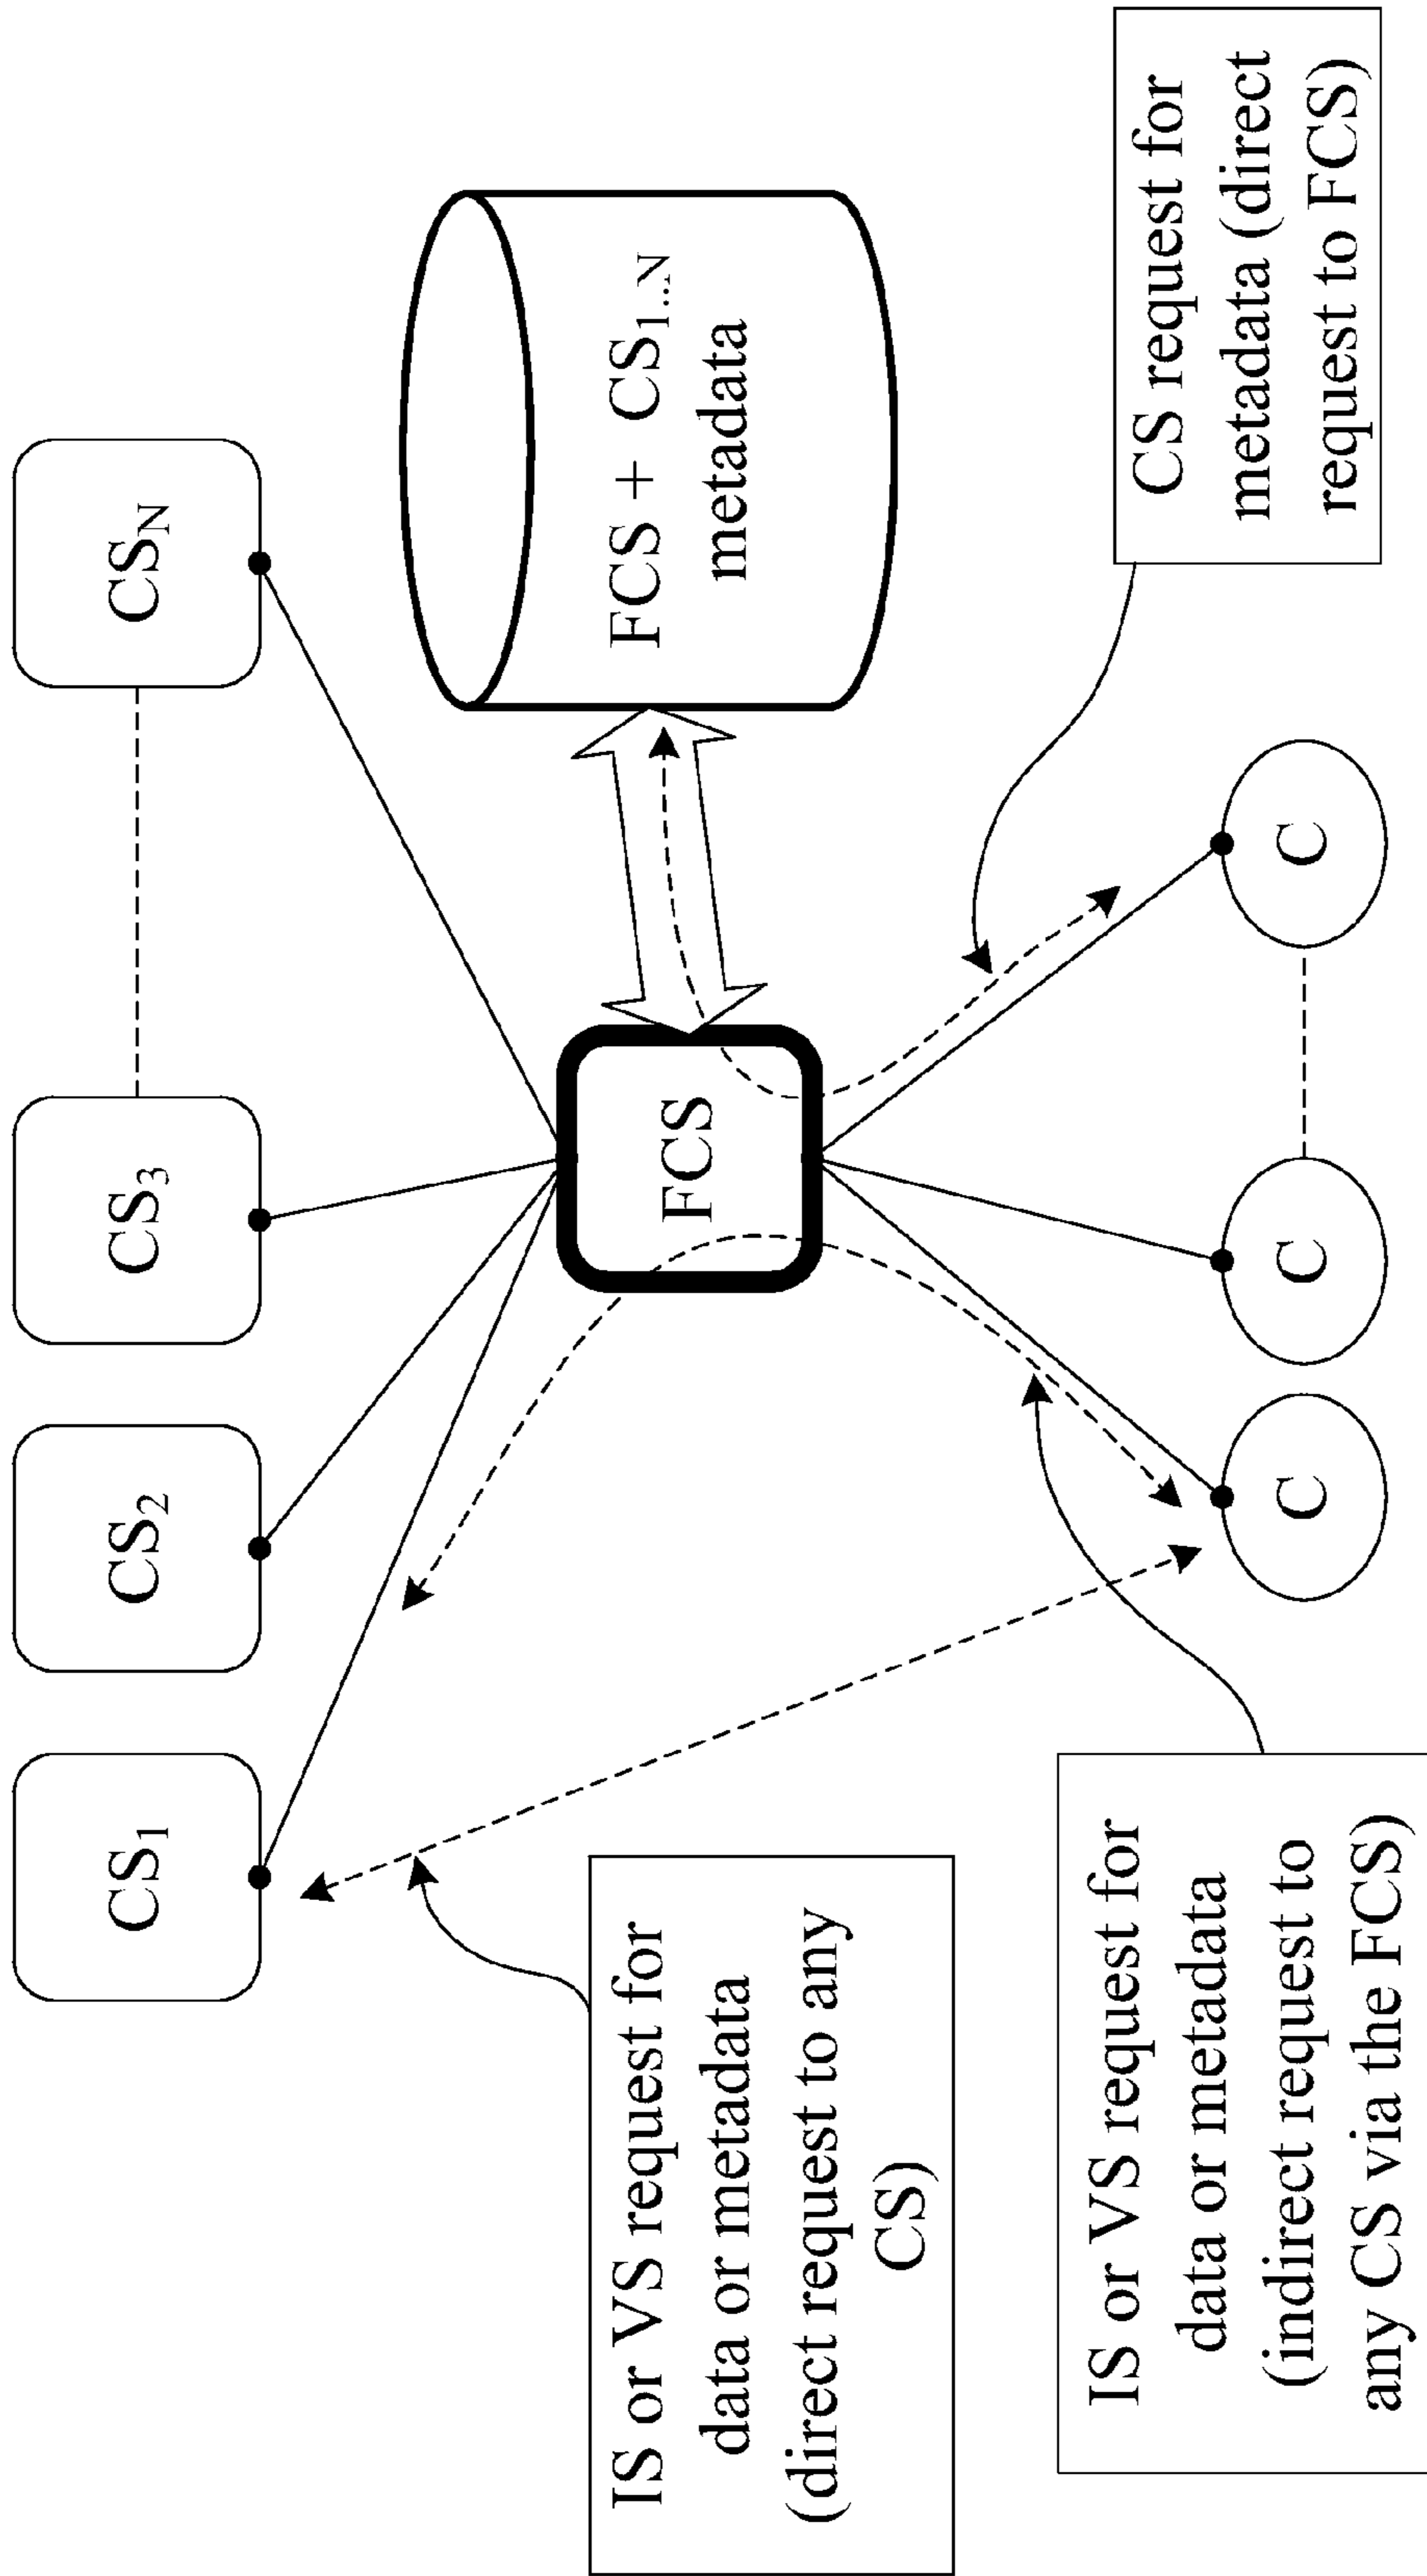 CS₁
CS₂
CS₃
CS_N
FCS
FCS + CS₁...N
metadata
IS or VS request for
data or metadata
(direct request to any
CS)
C
C
C
IS or VS request for
data or metadata
(indirect request to
any CS via the FCS)
CS request for
metadata (direct
request to FCS)